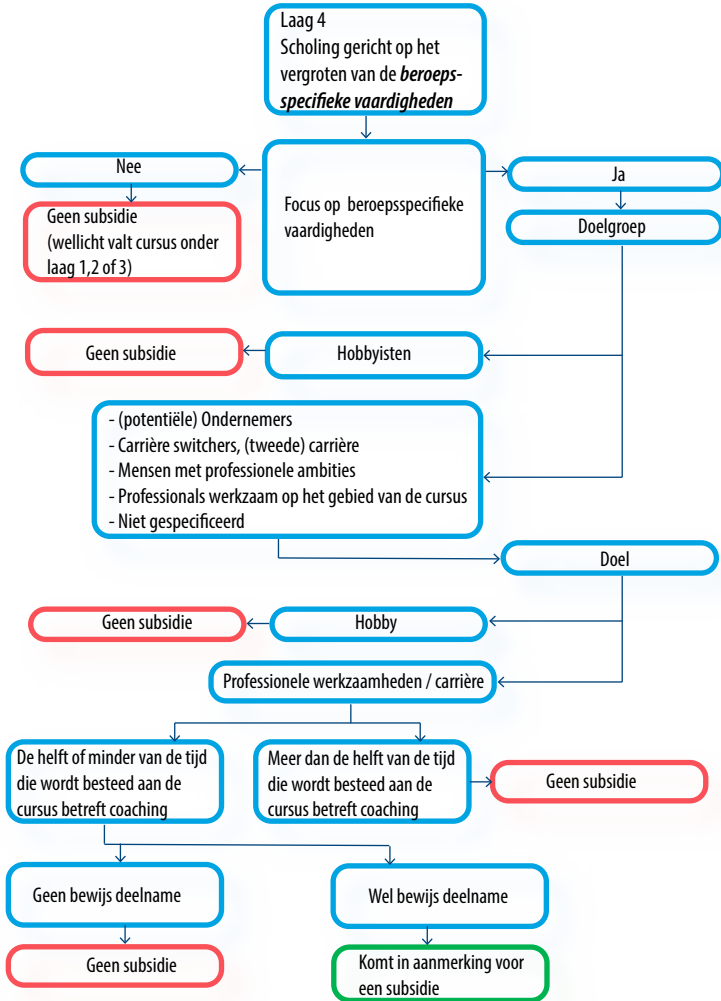 Laag 4
Scholing gericht op het
vergroten van de beroeps-
specifieke vaardigheden
Nee
Ja
Geen subsidie
(wellicht valt cursus onder
laag 1,2 of 3)
Focus op beroepsspecifieke
vaardigheden
Doelgroep
Geen subsidie
Hobbyisten
- (potentiële) Ondernemers
- Carrière switchers, (tweede) carrière
- Mensen met professionele ambities
- Professionals werkzaam op het gebied van de cursus
- Niet gespecificeerd
Doel
Geen subsidie
Hobby
Professionele werkzaamheden / carrière
De helft of minder van de tijd
die wordt besteed aan de
cursus betreft coaching
Meer dan de helft van de tijd
die wordt besteed aan de
cursus betreft coaching
Geen subsidie
Geen bewijs deelname
Wel bewijs deelname
Geen subsidie
Komt in aanmerking voor
een subsidie